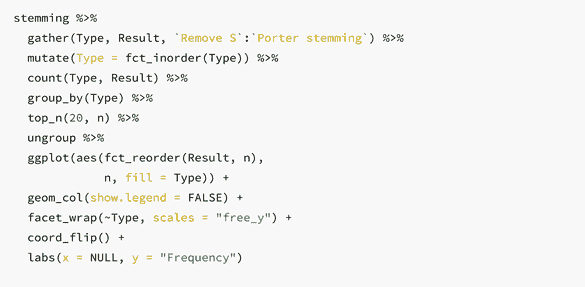 stemming %>%
  gather(Type, Result, `Remove S`:`Porter stemming`) %>%
  mutate(Type = fct_inorder(Type)) %>%
  count(Type, Result) %>%
  group_by(Type) %>%
  top_n(20, n) %>%
  ungroup %>%
  ggplot(aes(fct_reorder(Result, n),
             n, fill = Type)) +
  geom_col(show.legend = FALSE) +
  facet_wrap(~Type, scales = "free_y") +
  coord_flip() +
  labs(x = NULL, y = "Frequency")